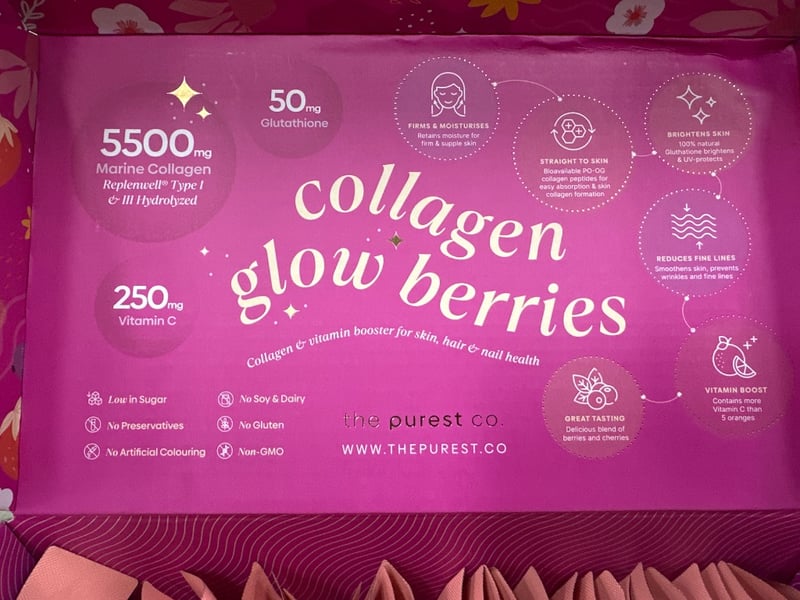 5500mg
Marine Collagen
Replenwell® Type I
& III Hydrolyzed
50mg
Glutathione
250mg
Vitamin C
collagen
glow berries
Collagen & vitamin booster for skin, hair & nail health
FIRMS & MOISTURISES
Retains moisture for
firm & supple skin
STRAIGHT TO SKIN
Bioavailable PO-OG
collagen peptides for
easy absorption & skin
collagen formation
BRIGHTENS SKIN
100% natural
Gluthatione brightens
& UV-protects
REDUCES FINE LINES
Smoothens skin, prevents
wrinkles and fine lines
VITAMIN BOOST
Contains more
Vitamin C than
5 oranges
GREAT TASTING
Delicious blend of
berries and cherries
Low in Sugar
No Preservatives
No Artificial Colouring
No Soy & Dairy
No Gluten
Non-GMO
the purest co.
WWW.THEPUREST.CO